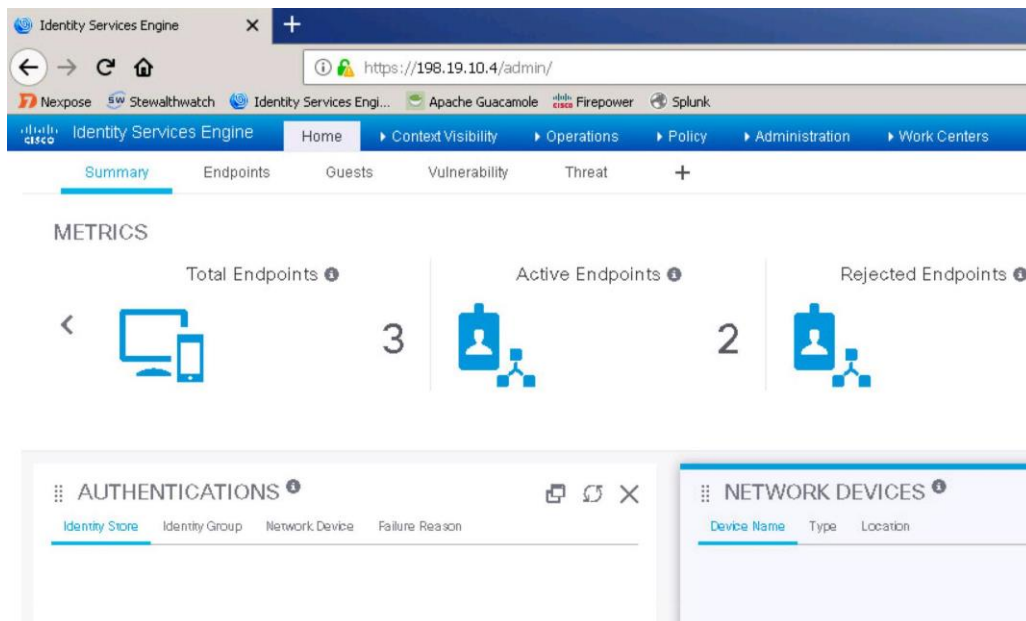 Identity Services Engine
https://198.19.10.4/admin/
Nexpose Stewalthwatch Identity Services Engi... Apache Guacamole Firepower Splunk
cisco Identity Services Engine Home Context Visibility Operations Policy Administration Work Centers
Summary Endpoints Guests Vulnerability Threat +
METRICS
Total Endpoints Active Endpoints Rejected Endpoints
3 2
AUTHENTICATIONS NETWORK DEVICES
Identity Store Identity Group Network Device Failure Reason Device Name Type Location